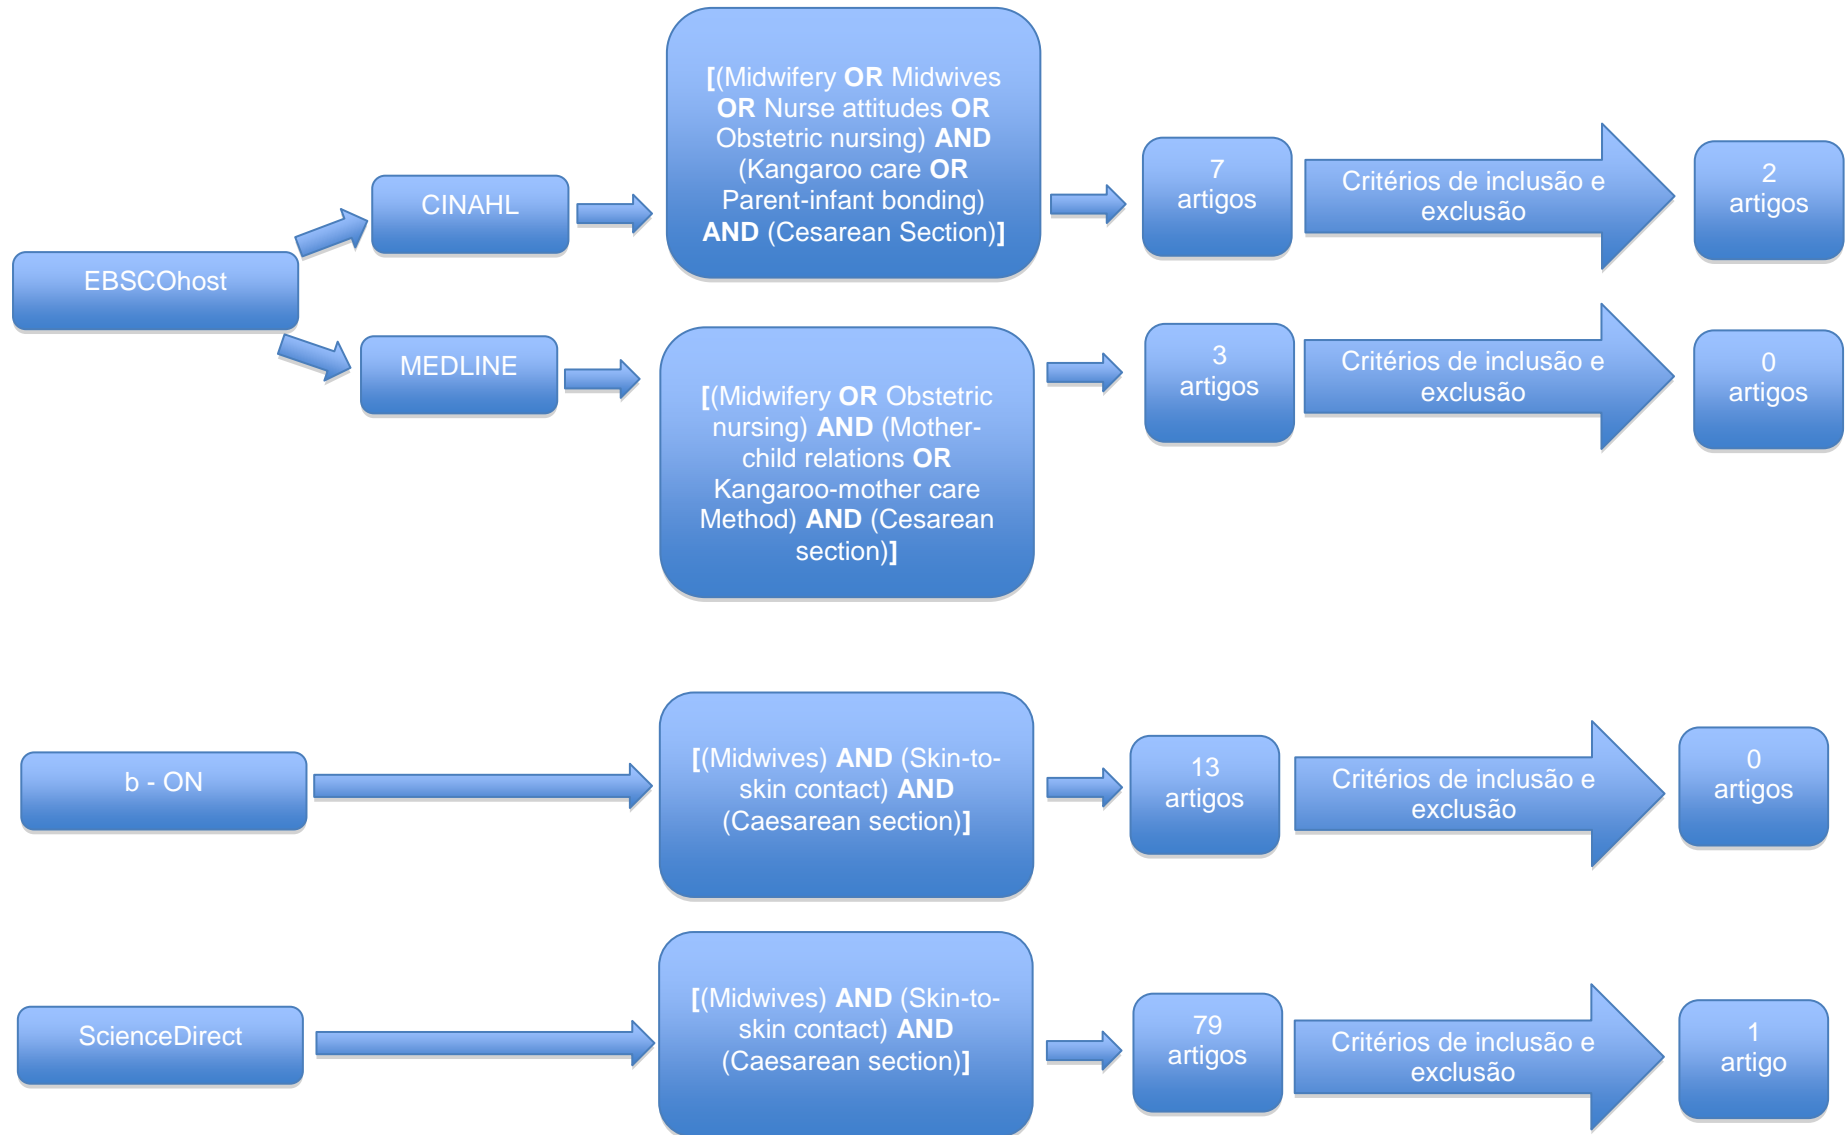 EBSCOhost
CINAHL
[(Midwifery OR Midwives
OR Nurse attitudes OR
Obstetric nursing) AND
(Kangaroo care OR
Parent-infant bonding)
AND (Cesarean Section)]
7
artigos
Critérios de inclusão e
exclusão
2
artigos
MEDLINE
[(Midwifery OR Obstetric
nursing) AND (Mother-
child relations OR
Kangaroo-mother care
Method) AND (Cesarean
section)]
3
artigos
Critérios de inclusão e
exclusão
0
artigos
b - ON
[(Midwives) AND (Skin-to-
skin contact) AND
(Caesarean section)]
13
artigos
Critérios de inclusão e
exclusão
0
artigos
ScienceDirect
[(Midwives) AND (Skin-to-
skin contact) AND
(Caesarean section)]
79
artigos
Critérios de inclusão e
exclusão
1
artigo